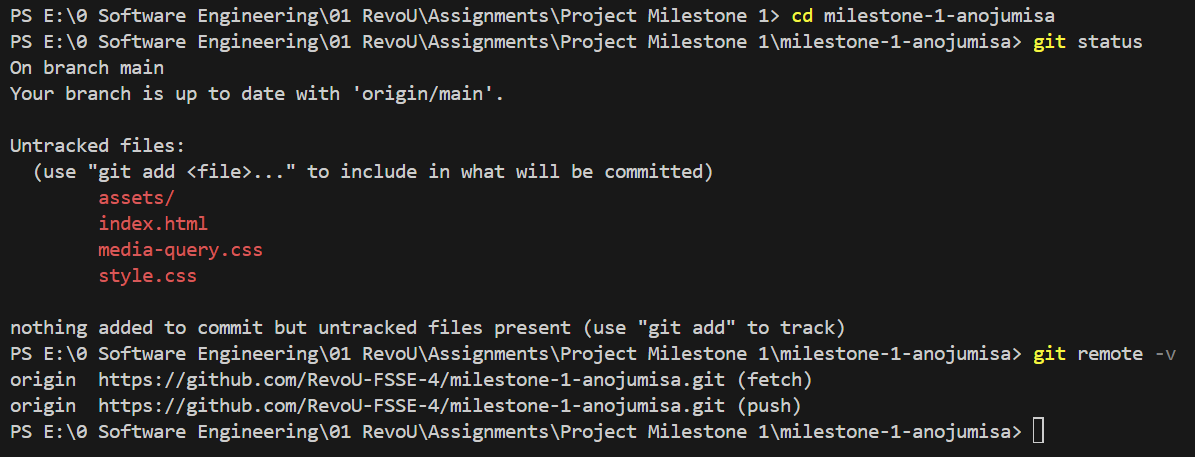 PS E:\0 Software Engineering\01 RevoU\Assignments\Project Milestone 1> cd milestone-1-anojumisa
PS E:\0 Software Engineering\01 RevoU\Assignments\Project Milestone 1\milestone-1-anojumisa> git status
On branch main
Your branch is up to date with 'origin/main'.

Untracked files:
  (use "git add <file>..." to include in what will be committed)
        assets/
        index.html
        media-query.css
        style.css

nothing added to commit but untracked files present (use "git add" to track)
PS E:\0 Software Engineering\01 RevoU\Assignments\Project Milestone 1\milestone-1-anojumisa> git remote -v
origin  https://github.com/RevoU-FSSE-4/milestone-1-anojumisa.git (fetch)
origin  https://github.com/RevoU-FSSE-4/milestone-1-anojumisa.git (push)
PS E:\0 Software Engineering\01 RevoU\Assignments\Project Milestone 1\milestone-1-anojumisa>